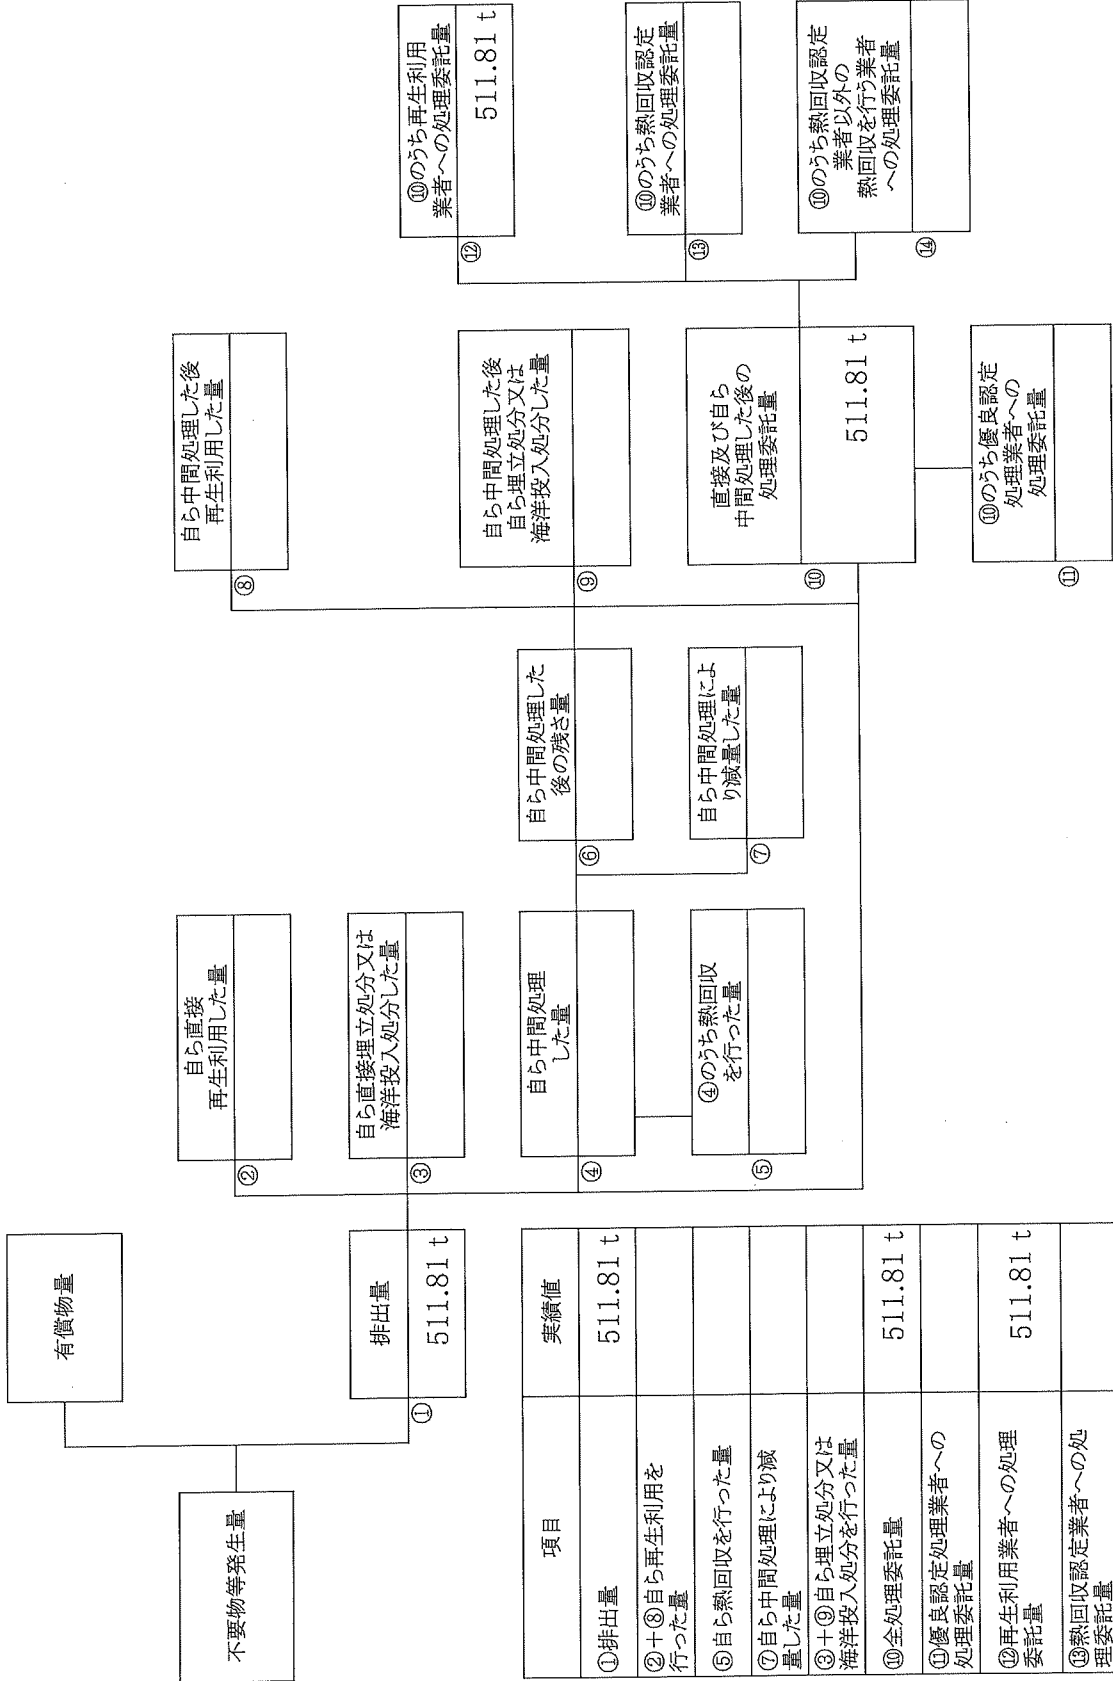 不要物等発生量
有償物量
排出量
①
511.81 t
自ら直接
再生利用した量
②
自ら直接埋立処分又は
海洋投入処分した量
③
自ら中間処理
した量
④
④のうち熱回収
を行った量
⑤
自ら中間処理した
後の残さ量
⑥
自ら中間処理によ
り減量した量
⑦
自ら中間処理した後
再生利用した量
⑧
自ら中間処理した後
自ら埋立処分又は
海洋投入処分した量
⑨
直接及び自ら
中間処理した後の
処理委託量
⑩
511.81 t
⑩のうち優良認定
処理業者への
処理委託量
⑪
⑩のうち再生利用
業者への処理委託量
⑫
511.81 t
⑩のうち熱回収認定
業者への処理委託量
⑬
⑩のうち熱回収認定
業者以外の
熱回収を行う業者
への処理委託量
⑭
項目
実績値
①排出量
511.81 t
②+⑧自ら再生利用を
行った量
⑤自ら熱回収を行った量
⑦自ら中間処理により減
量した量
③+⑨自ら埋立処分又は
海洋投入処分を行った量
⑩全処理委託量
511.81 t
⑪優良認定処理業者への
処理委託量
⑫再生利用業者への処理
委託量
511.81 t
⑬熱回収認定業者への処
理委託量